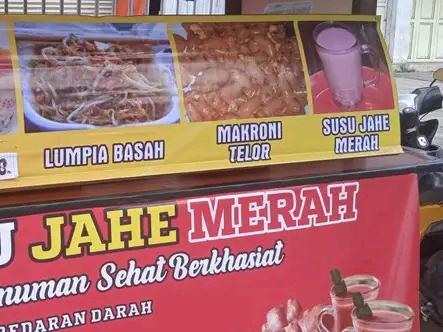 LUMPIA BASAH
MAKRONI
TELOR
SUSU JAHE
MERAH
JAHE MERAH
Sehat Berkhasiat
DARAH